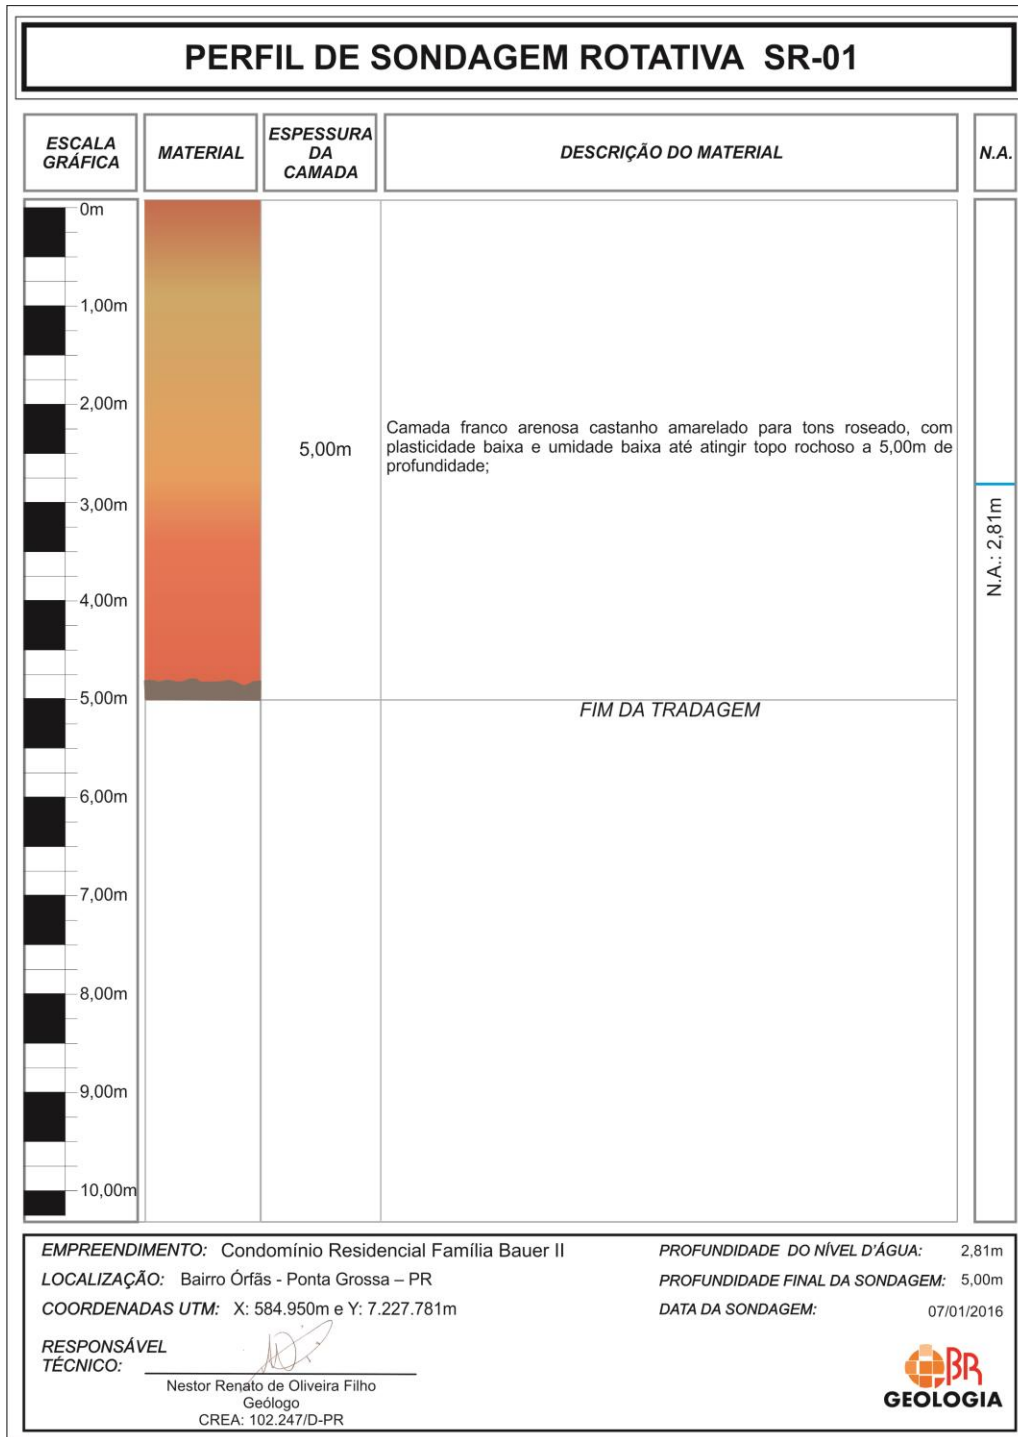 PERFIL DE SONDAGEM ROTATIVA SR-01
ESCALA
GRÁFICA
MATERIAL
ESPESSURA
DA
CAMADA
DESCRIÇÃO DO MATERIAL
N.A.
0m
1,00m
2,00m
3,00m
4,00m
5,00m
6,00m
7,00m
8,00m
9,00m
10,00m
5,00m
Camada franco arenosa castanho amarelado para tons roseado, com
plasticidade baixa e umidade baixa até atingir topo rochoso a 5,00m de
profundidade;
N.A.: 2,81m
FIM DA TRADAGEM
EMPREENDIMENTO: Condomínio Residencial Família Bauer II
LOCALIZAÇÃO: Bairro Órfãs - Ponta Grossa – PR
COORDENADAS UTM: X: 584.950m e Y: 7.227.781m
RESPONSÁVEL
TÉCNICO:
Nestor Renato de Oliveira Filho
Geólogo
CREA: 102.247/D-PR
PROFUNDIDADE DO NÍVEL D'ÁGUA: 2,81m
PROFUNDIDADE FINAL DA SONDAGEM: 5,00m
DATA DA SONDAGEM: 07/01/2016
BR
GEOLOGIA